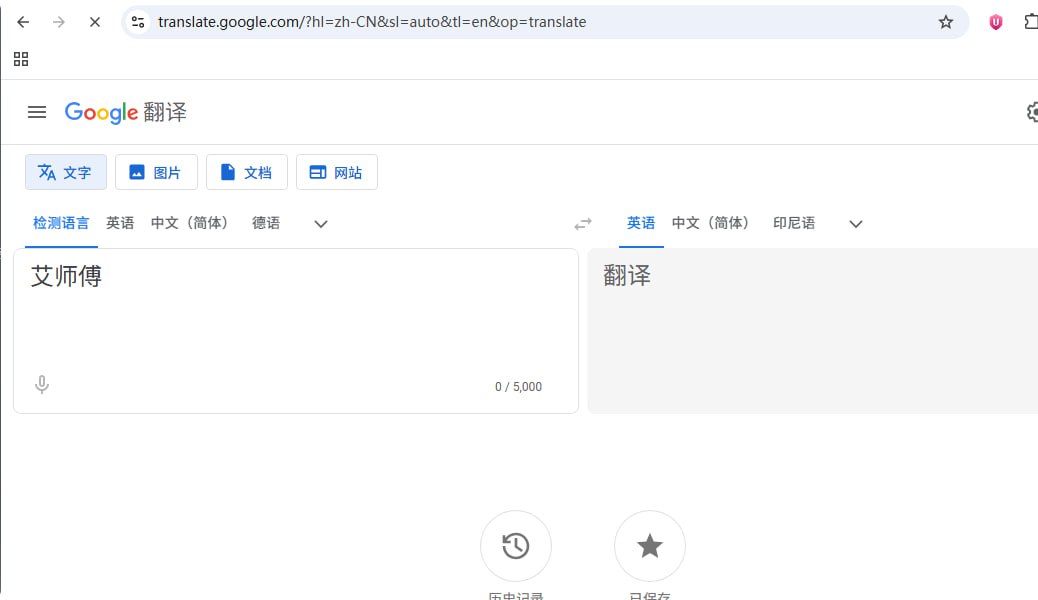 translate.google.com/?hl=zh-CN&sl=auto&tl=en&op=translate
Google 翻译
文字 图片 文档 网站
检测语言 英语 中文（简体） 德语 英语 中文（简体） 印尼语
艾师傅 翻译
0 / 5,000
历史记录 已保存